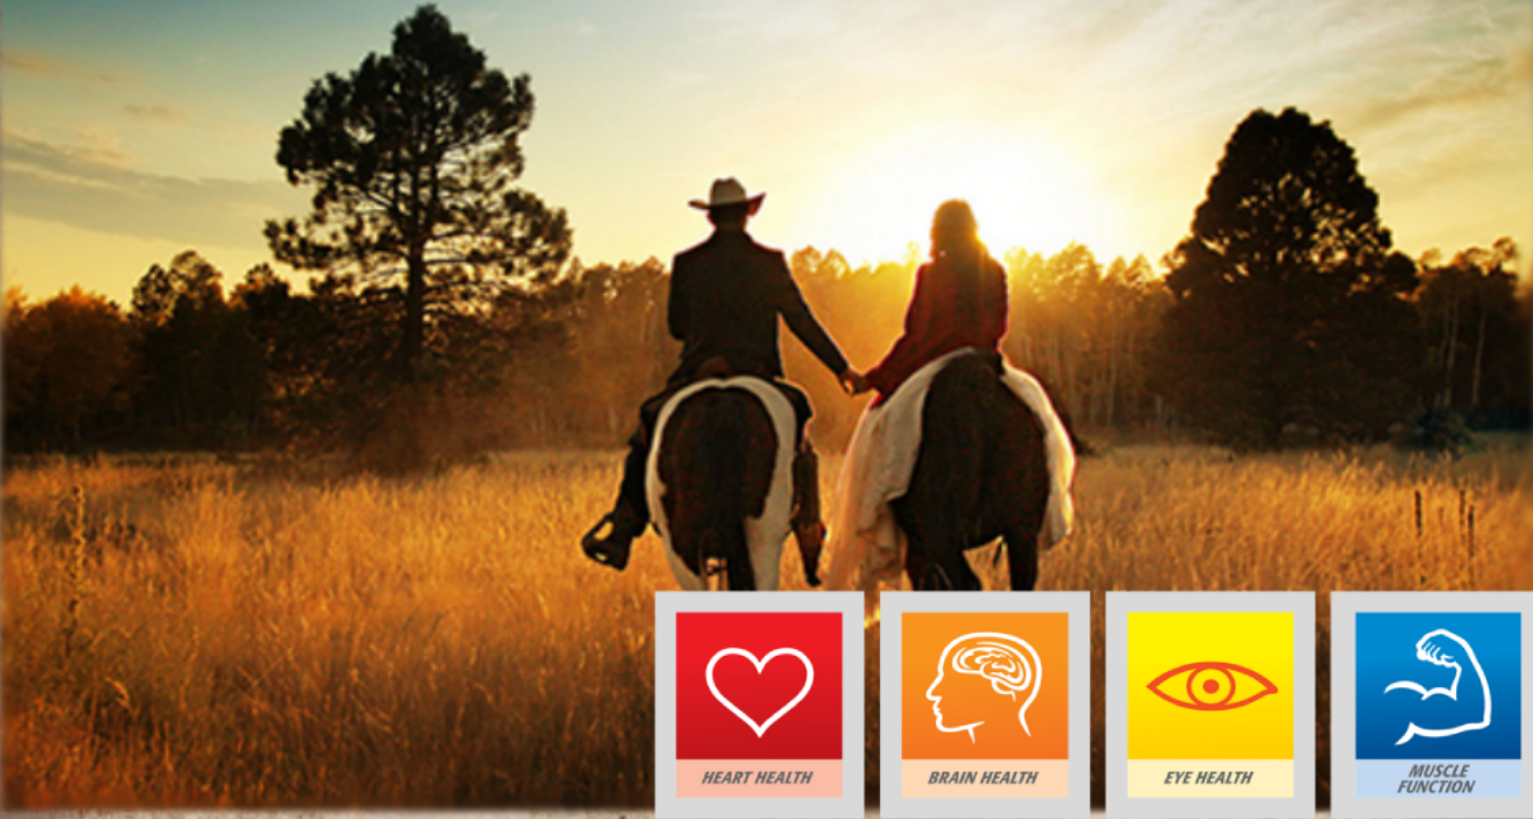 HEART HEALTH
BRAIN HEALTH
EYE HEALTH
MUSCLE
FUNCTION